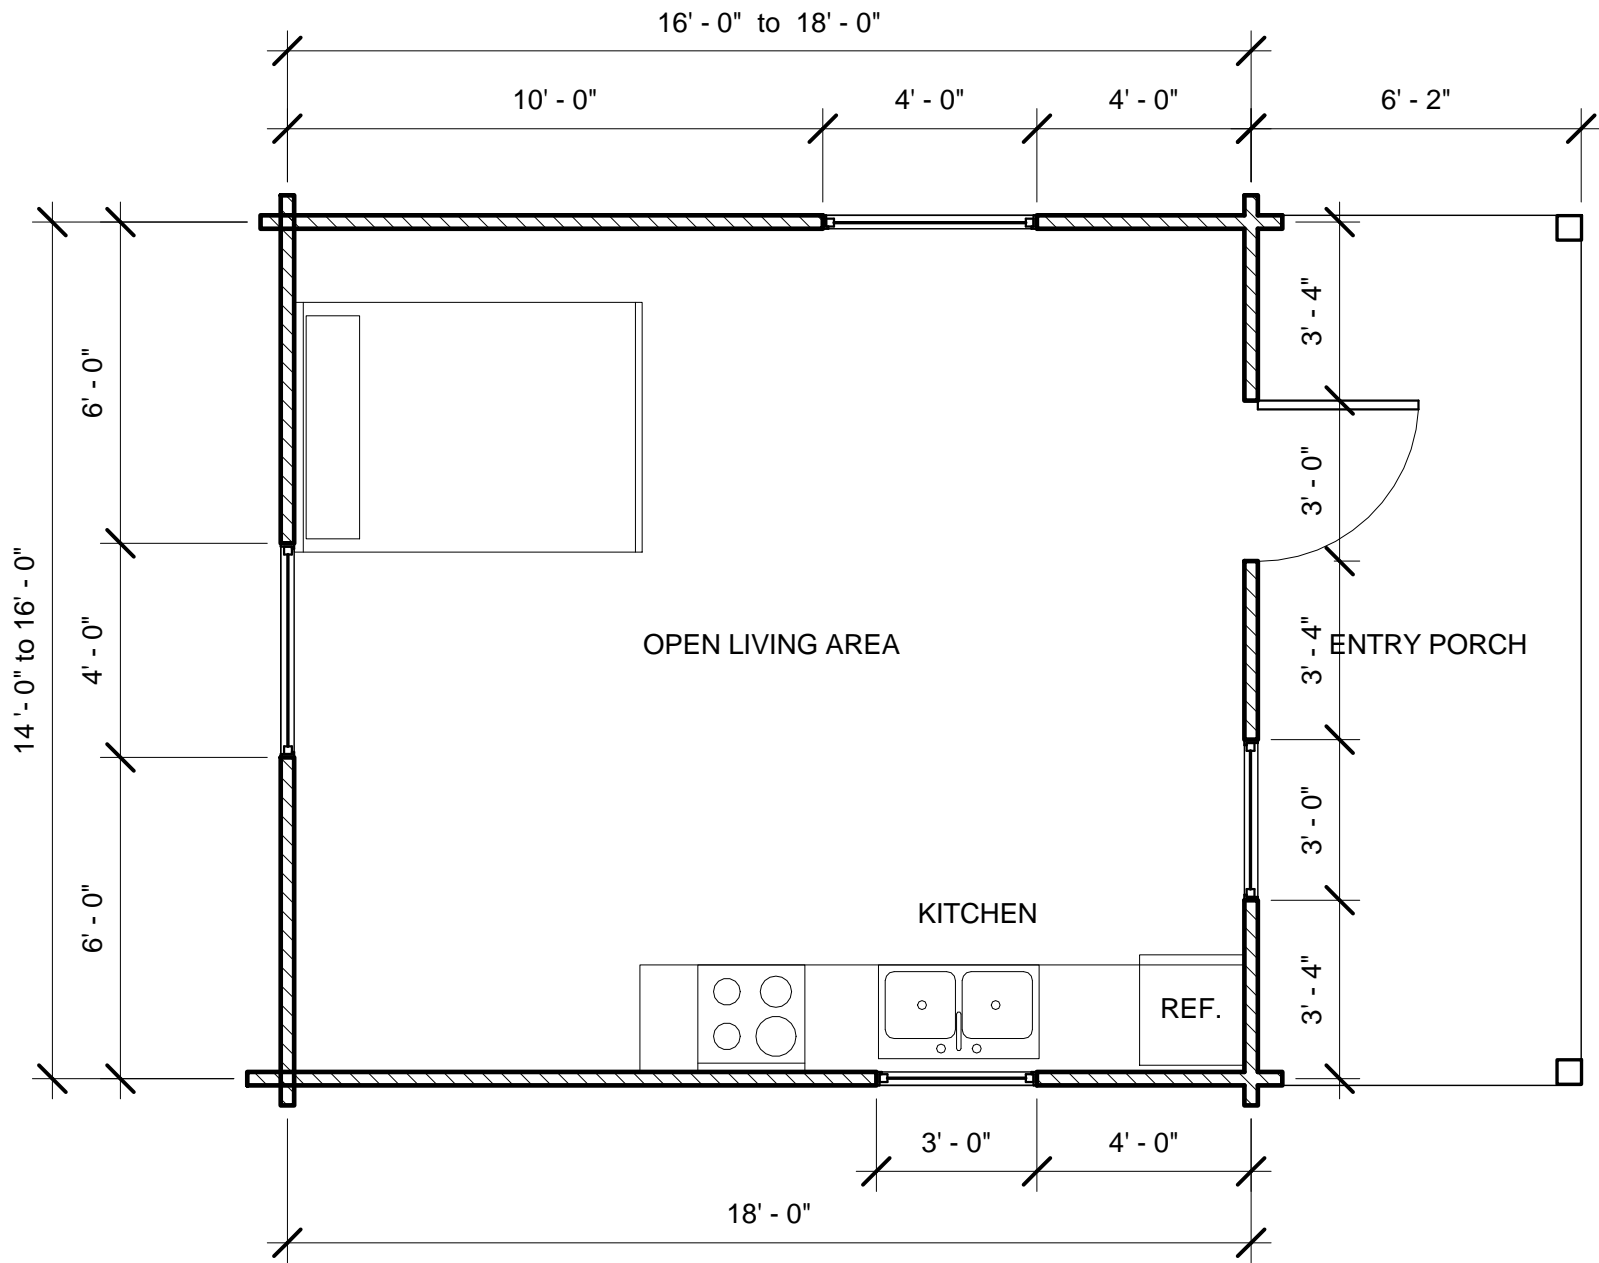 16' - 0" to 18' - 0"
10' - 0"
4' - 0"
4' - 0"
6' - 2"
14 '- 0" to 16' - 0"
6' - 0"
4' - 0"
6' - 0"
3' - 4"
3' - 0"
3' - 4"
3' - 0"
3' - 4"
OPEN LIVING AREA
ENTRY PORCH
KITCHEN
REF.
3' - 0"
4' - 0"
18' - 0"